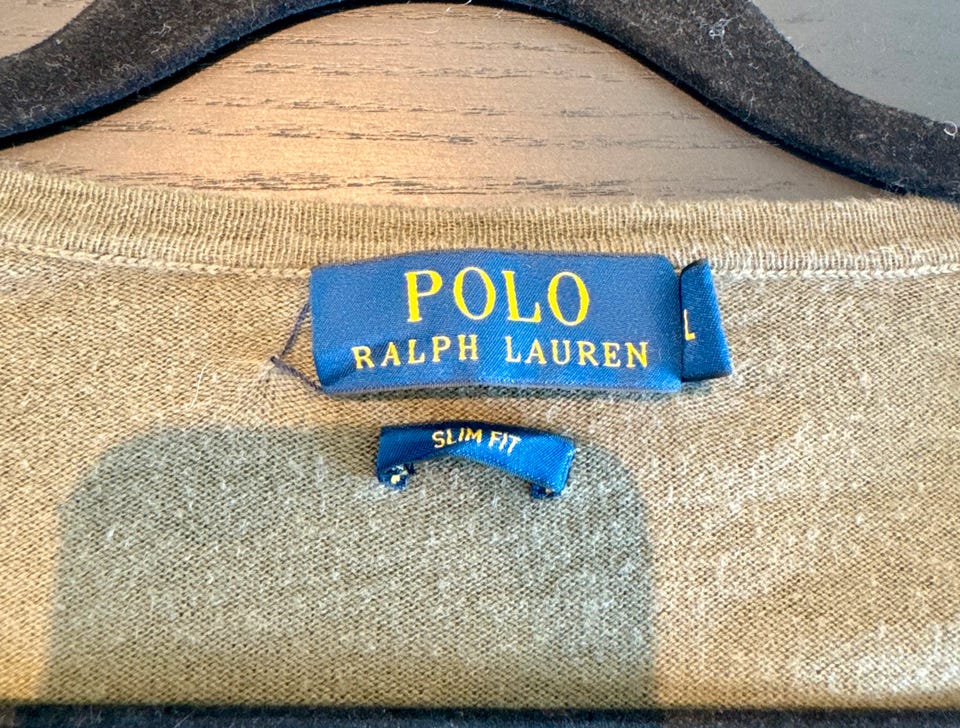 POLO
RALPH LAUREN
L
SLIM FIT